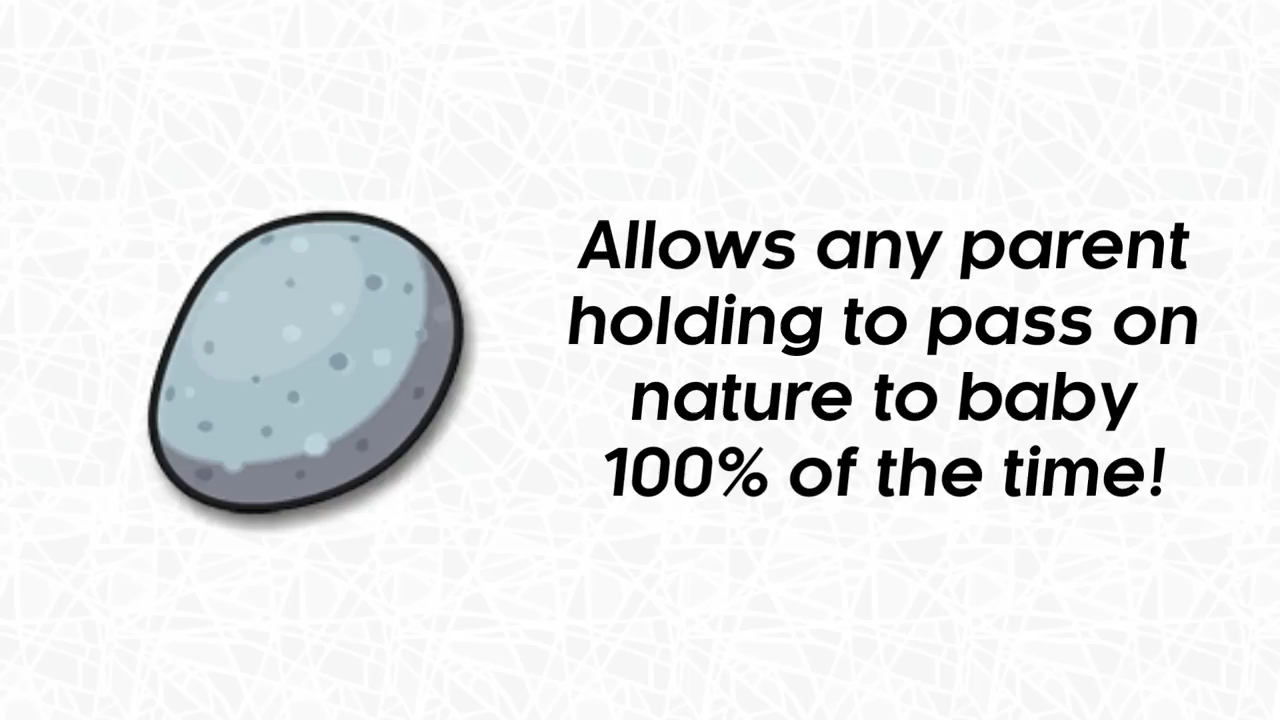 Allows any parent
holding to pass on
nature to baby
100% of the time!